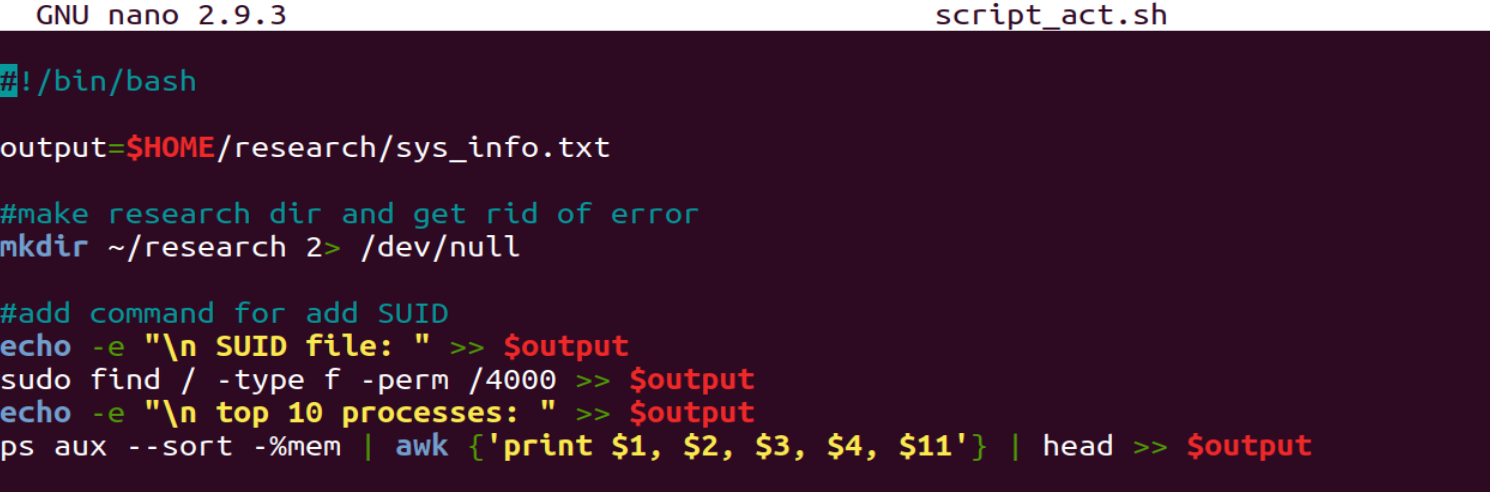 GNU nano 2.9.3 script_act.sh
#!/bin/bash
output=$HOME/research/sys_info.txt
#make research dir and get rid of error
mkdir ~/research 2> /dev/null
#add command for add SUID
echo -e "\n SUID file: " >> $output
sudo find / -type f -perm /4000 >> $output
echo -e "\n top 10 processes: " >> $output
ps aux --sort -%mem | awk {'print $1, $2, $3, $4, $11'} | head >> $output